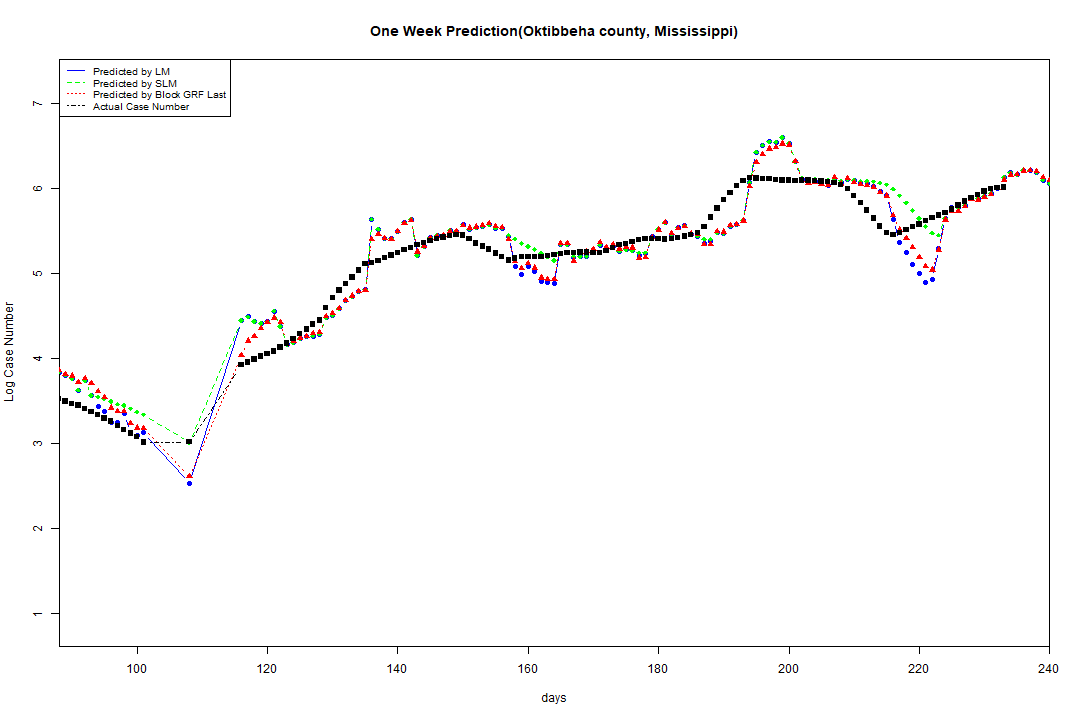 One Week Prediction(Oktibbeha county, Mississippi)
Predicted by LM
Predicted by SLM
Predicted by Block GRF Last
Actual Case Number
7
6
5
4
3
2
1
Log Case Number
100 120 140 160 180 200 220 240
days